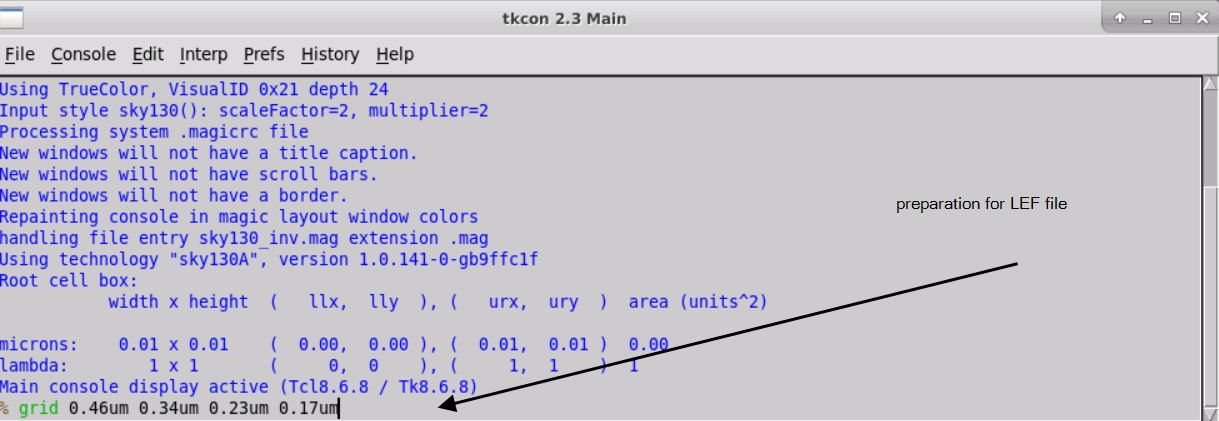 tkcon 2.3 Main
File Console Edit Interp Prefs History Help
Using TrueColor, VisualID 0x21 depth 24
Input style sky130(): scaleFactor=2, multiplier=2
Processing system .magicrc file
New windows will not have a title caption.
New windows will not have scroll bars.
New windows will not have a border.
Repainting console in magic layout window colors
preparation for LEF file
handling file entry sky130_inv.mag extension .mag
Using technology "sky130A", version 1.0.141-0-gb9ffc1f
Root cell box:
width x height ( llx, lly ), ( urx, ury ) area (units^2)
microns: 0.01 x 0.01 ( 0.00, 0.00 ), ( 0.01, 0.01 ) 0.00
lambda: 1 x 1 ( 0, 0 ), ( 1, 1 ) 1
Main console display active (Tcl8.6.8 / Tk8.6.8)
% grid 0.46um 0.34um 0.23um 0.17um